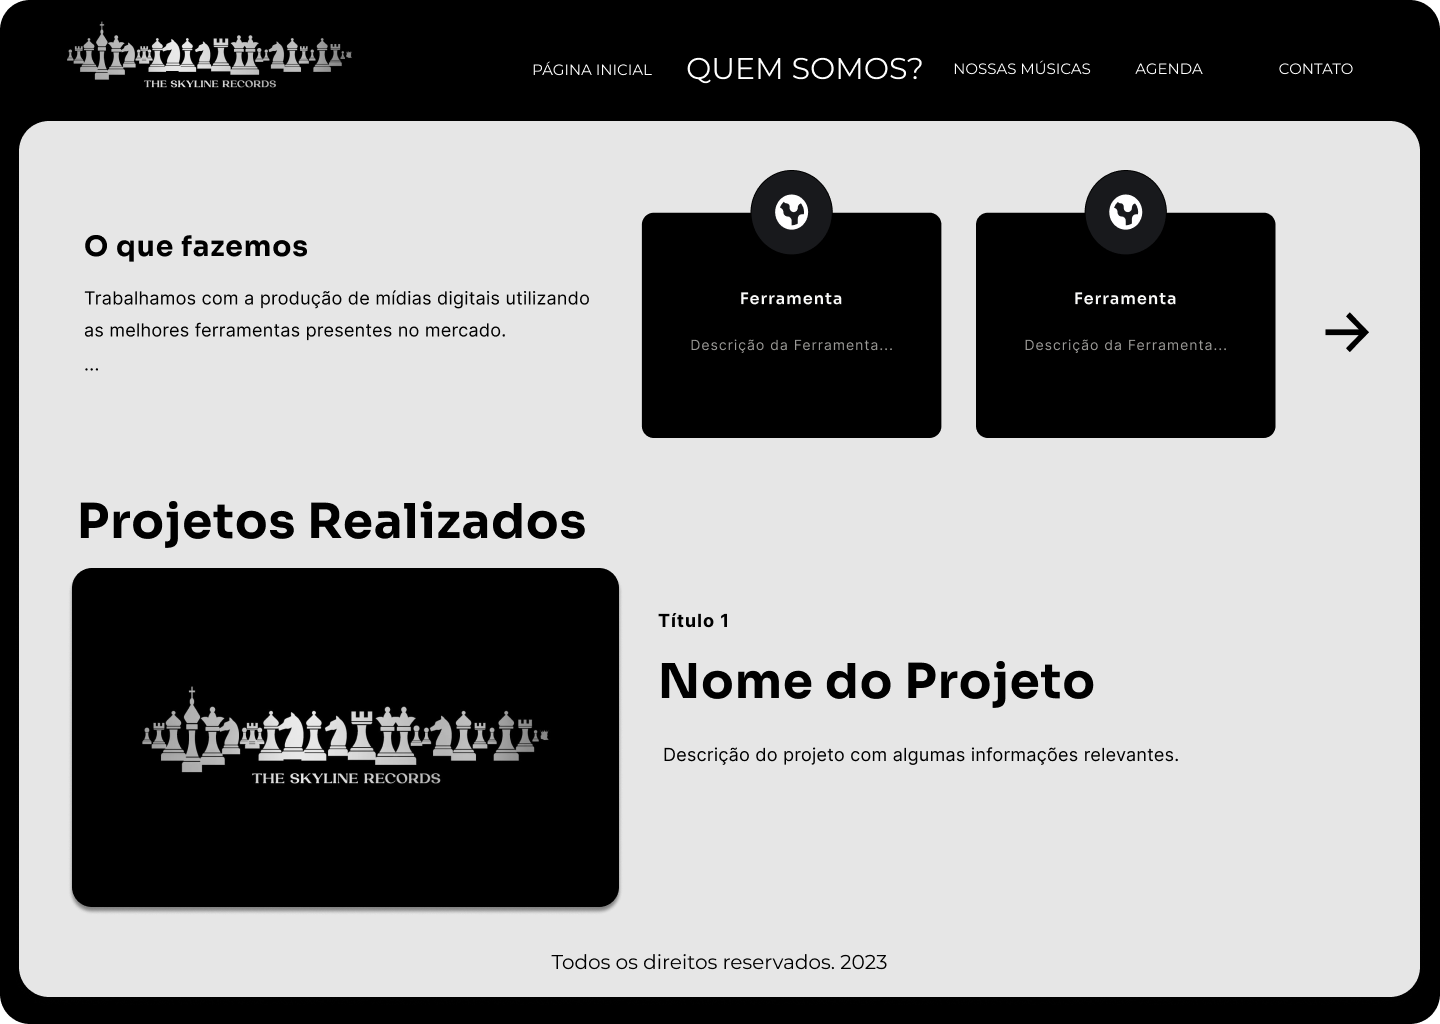 THE SKYLINE RECORDS
PÁGINA INICIAL
QUEM SOMOS?
NOSSAS MÚSICAS
AGENDA
CONTATO
O que fazemos
Trabalhamos com a produção de mídias digitais utilizando
as melhores ferramentas presentes no mercado.
...
Ferramenta
Descrição da Ferramenta...
Ferramenta
Descrição da Ferramenta...
Projetos Realizados
THE SKYLINE RECORDS
Título 1
Nome do Projeto
Descrição do projeto com algumas informações relevantes.
Todos os direitos reservados. 2023